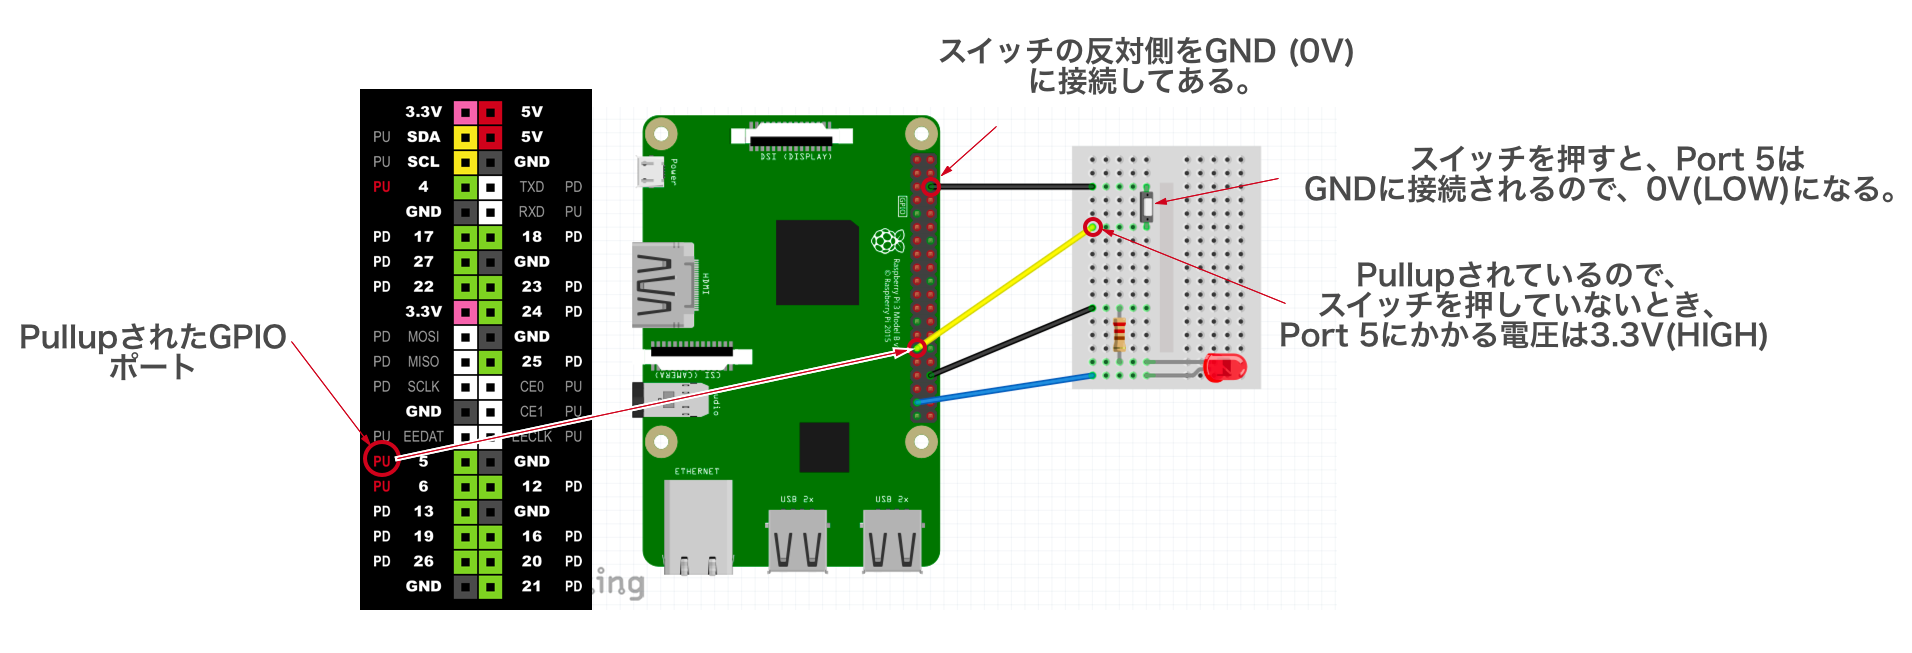 スイッチの反対側をGND (0V)
に接続してある。
スイッチを押すと、Port 5は
GNDに接続されるので、0V(LOW)になる。
Pullupされているので、
スイッチを押していないとき、
Port 5にかかる電圧は3.3V(HIGH)
PullupされたGPIO
ポート
3.3V 5V
PU SDA 5V
PU SCL GND
PU 4 TXD PD
GND RXD PU
PD 17 18 PD
PD 27 GND
PD 22 23 PD
3.3V 24 PD
PD MOSI GND
PD MISO 25 PD
PD SCLK CE0 PU
GND CE1 PU
PU EEDAT EECLK PU
PU 5 GND
PU 6 12 PD
PD 13 GND
PD 19 16 PD
PD 26 20 PD
GND 21 PD
DSI (DISPLAY)
Power
GPIO
HDMI
Raspberry Pi 3 Model B
© Raspberry Pi 2015
CSI (CAMERA)
ETHERNET
USB 2x
USB 2x